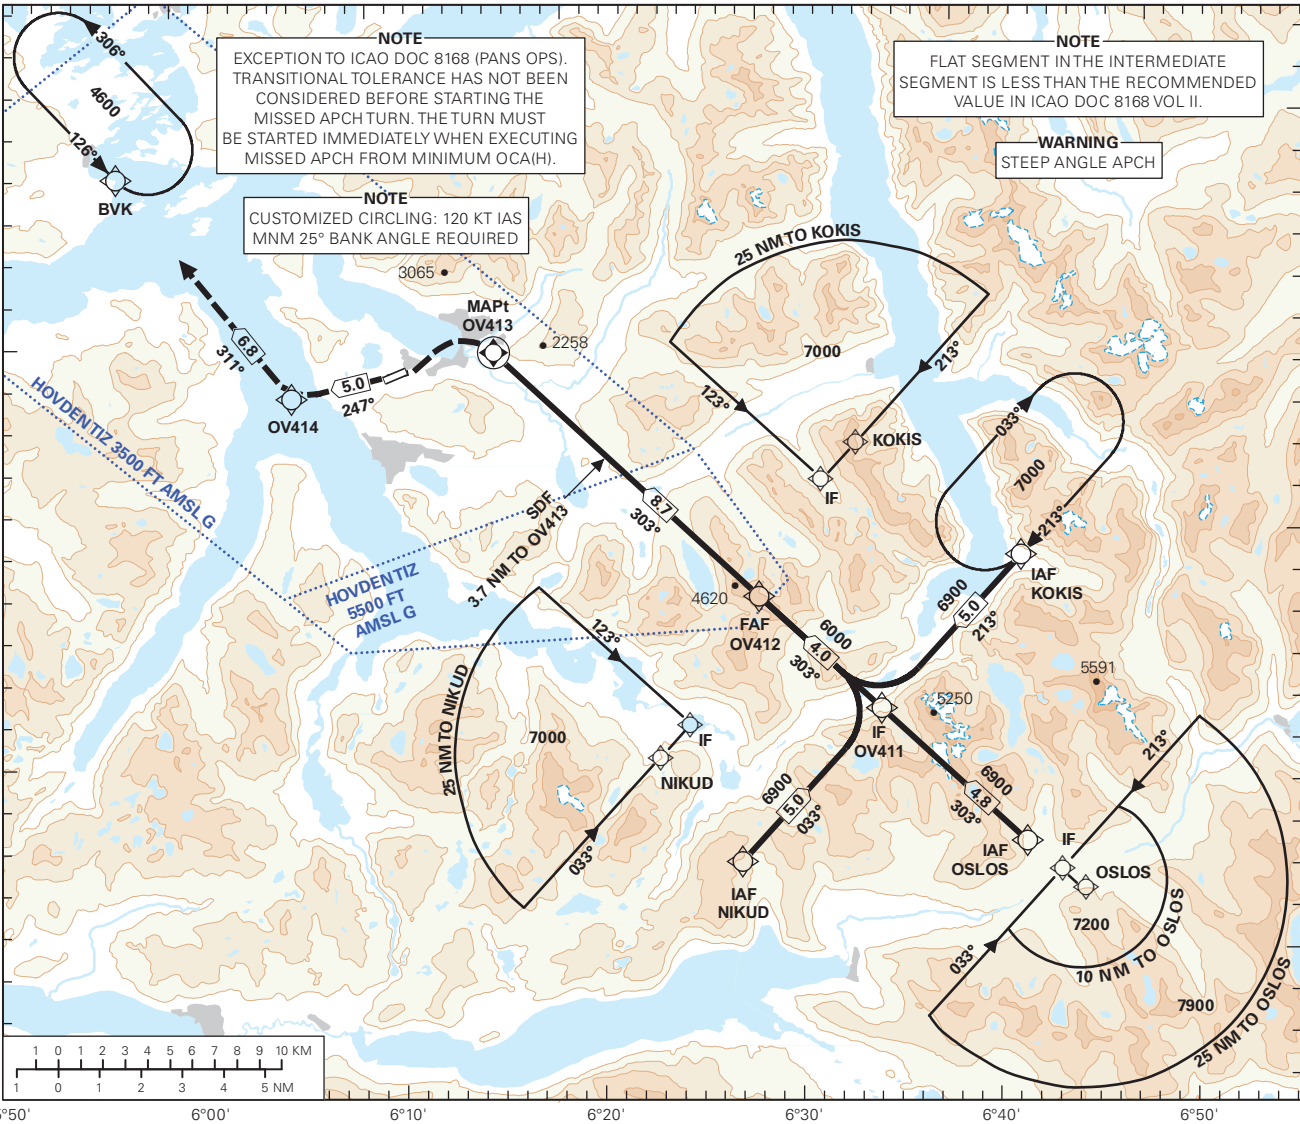 NOTE
EXCEPTION TO ICAO DOC 8168 (PANS OPS).
TRANSITIONAL TOLERANCE HAS NOT BEEN
CONSIDERED BEFORE STARTING THE
MISSED APCH TURN. THE TURN MUST
BE STARTED IMMEDIATELY WHEN EXECUTING
MISSED APCH FROM MINIMUM OCA(H).
NOTE
FLAT SEGMENT IN THE INTERMEDIATE
SEGMENT IS LESS THAN THE RECOMMENDED
VALUE IN ICAO DOC 8168 VOL II.
WARNING
STEEP ANGLE APCH
306°
4600
126°
BVK
NOTE
CUSTOMIZED CIRCLING: 120 KT IAS
MNM 25° BANK ANGLE REQUIRED
3065
MAPt
OV413
2258
25 NM TO KOKIS
7000
213°
123°
KOKIS
IF
6.8
311°
5.0
247°
OV414
HOVDEN TIZ 3500 FT AMSL G
033°
7000
213°
IAF
KOKIS
SDF
3.7 NM TO OV413
8.7
303°
HOVDEN TIZ
5500 FT
AMSL G
4620
FAF
OV412
6000
4.0
303°
6900
5.0
213°
5591
5250
123°
25 NM TO NIKUD
7000
IF
NIKUD
033°
IF
OV411
6900
5.0
033°
IAF
NIKUD
6900
4.8
303°
IAF
OSLOS
213°
IF
OSLOS
7200
10 NM TO OSLOS
033°
7900
25 NM TO OSLOS
1 0 1 2 3 4 5 6 7 8 9 10 KM
1 0 1 2 3 4 5 NM
5°50' 6°00' 6°10' 6°20' 6°30' 6°40' 6°50'